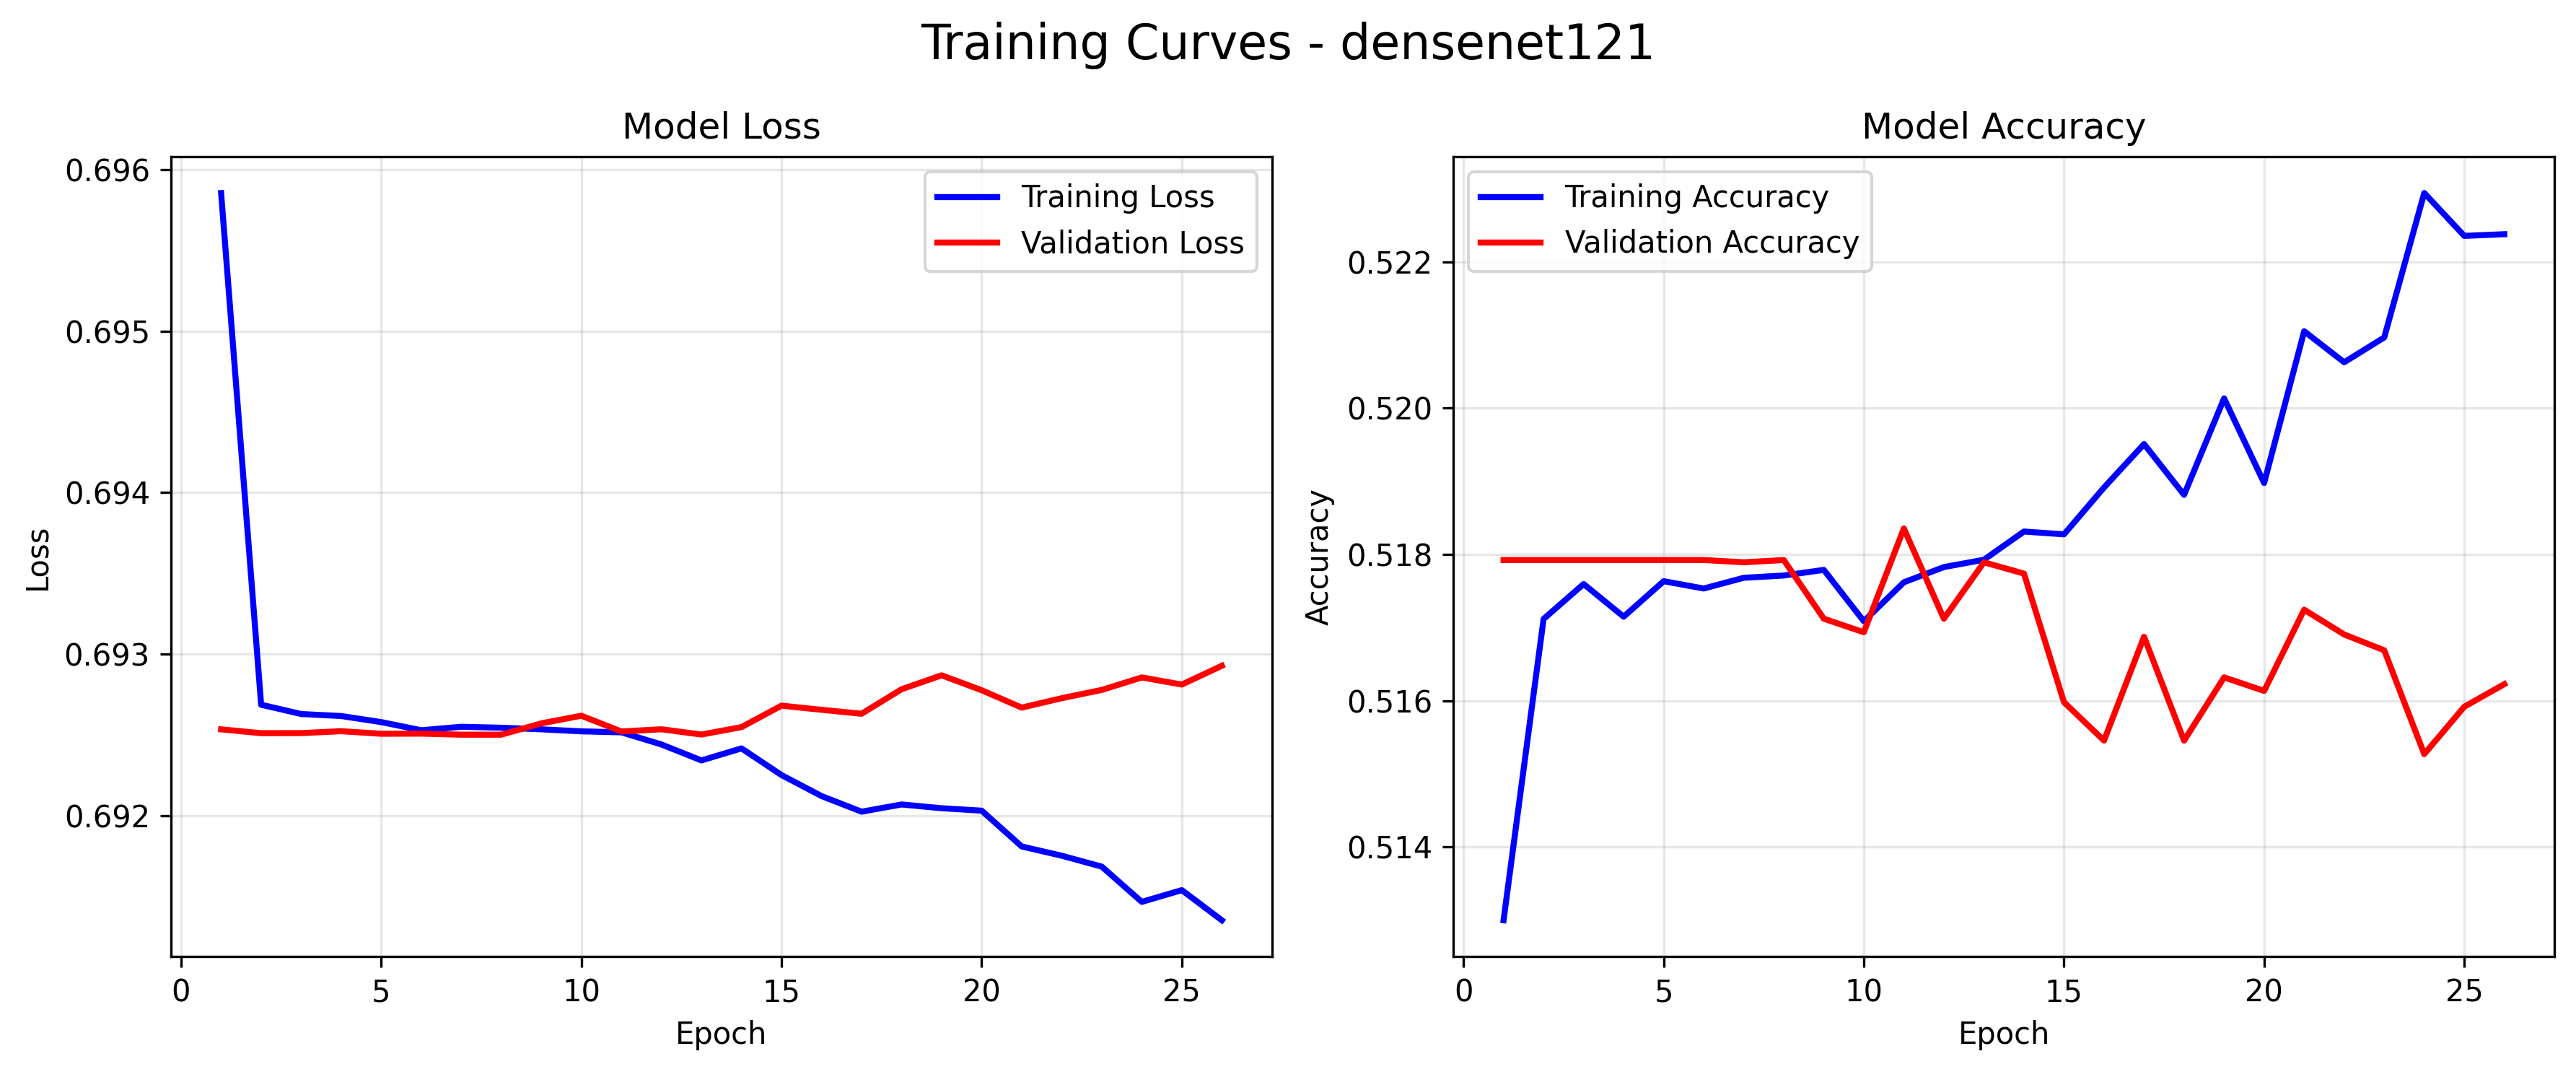 Training Curves - densenet121
Model Loss
0.696
0.695
0.694
0.693
0.692
Loss
Training Loss
Validation Loss
0 5 10 15 20 25
Epoch
Model Accuracy
0.522
0.520
0.518
0.516
0.514
Accuracy
Training Accuracy
Validation Accuracy
0 5 10 15 20 25
Epoch